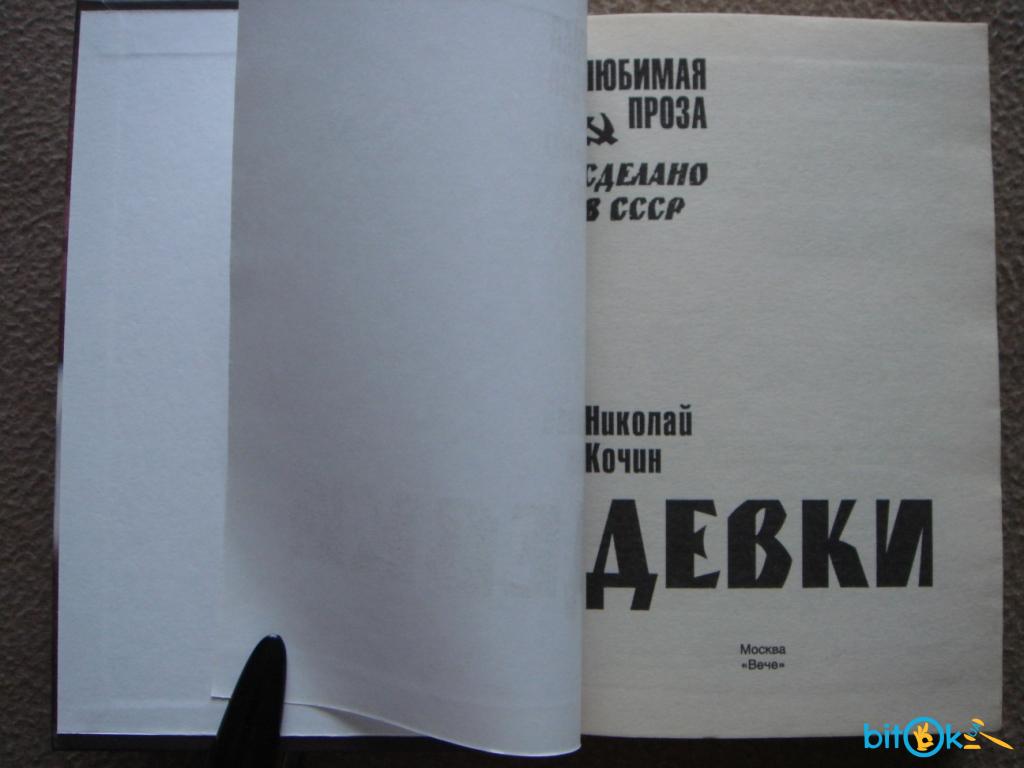 ЛЮБИМАЯ
ПРОЗА
СДЕЛАНО
В СССР
Николай
Кочин
ДЕВКИ
Москва
«Вече»
bitOk